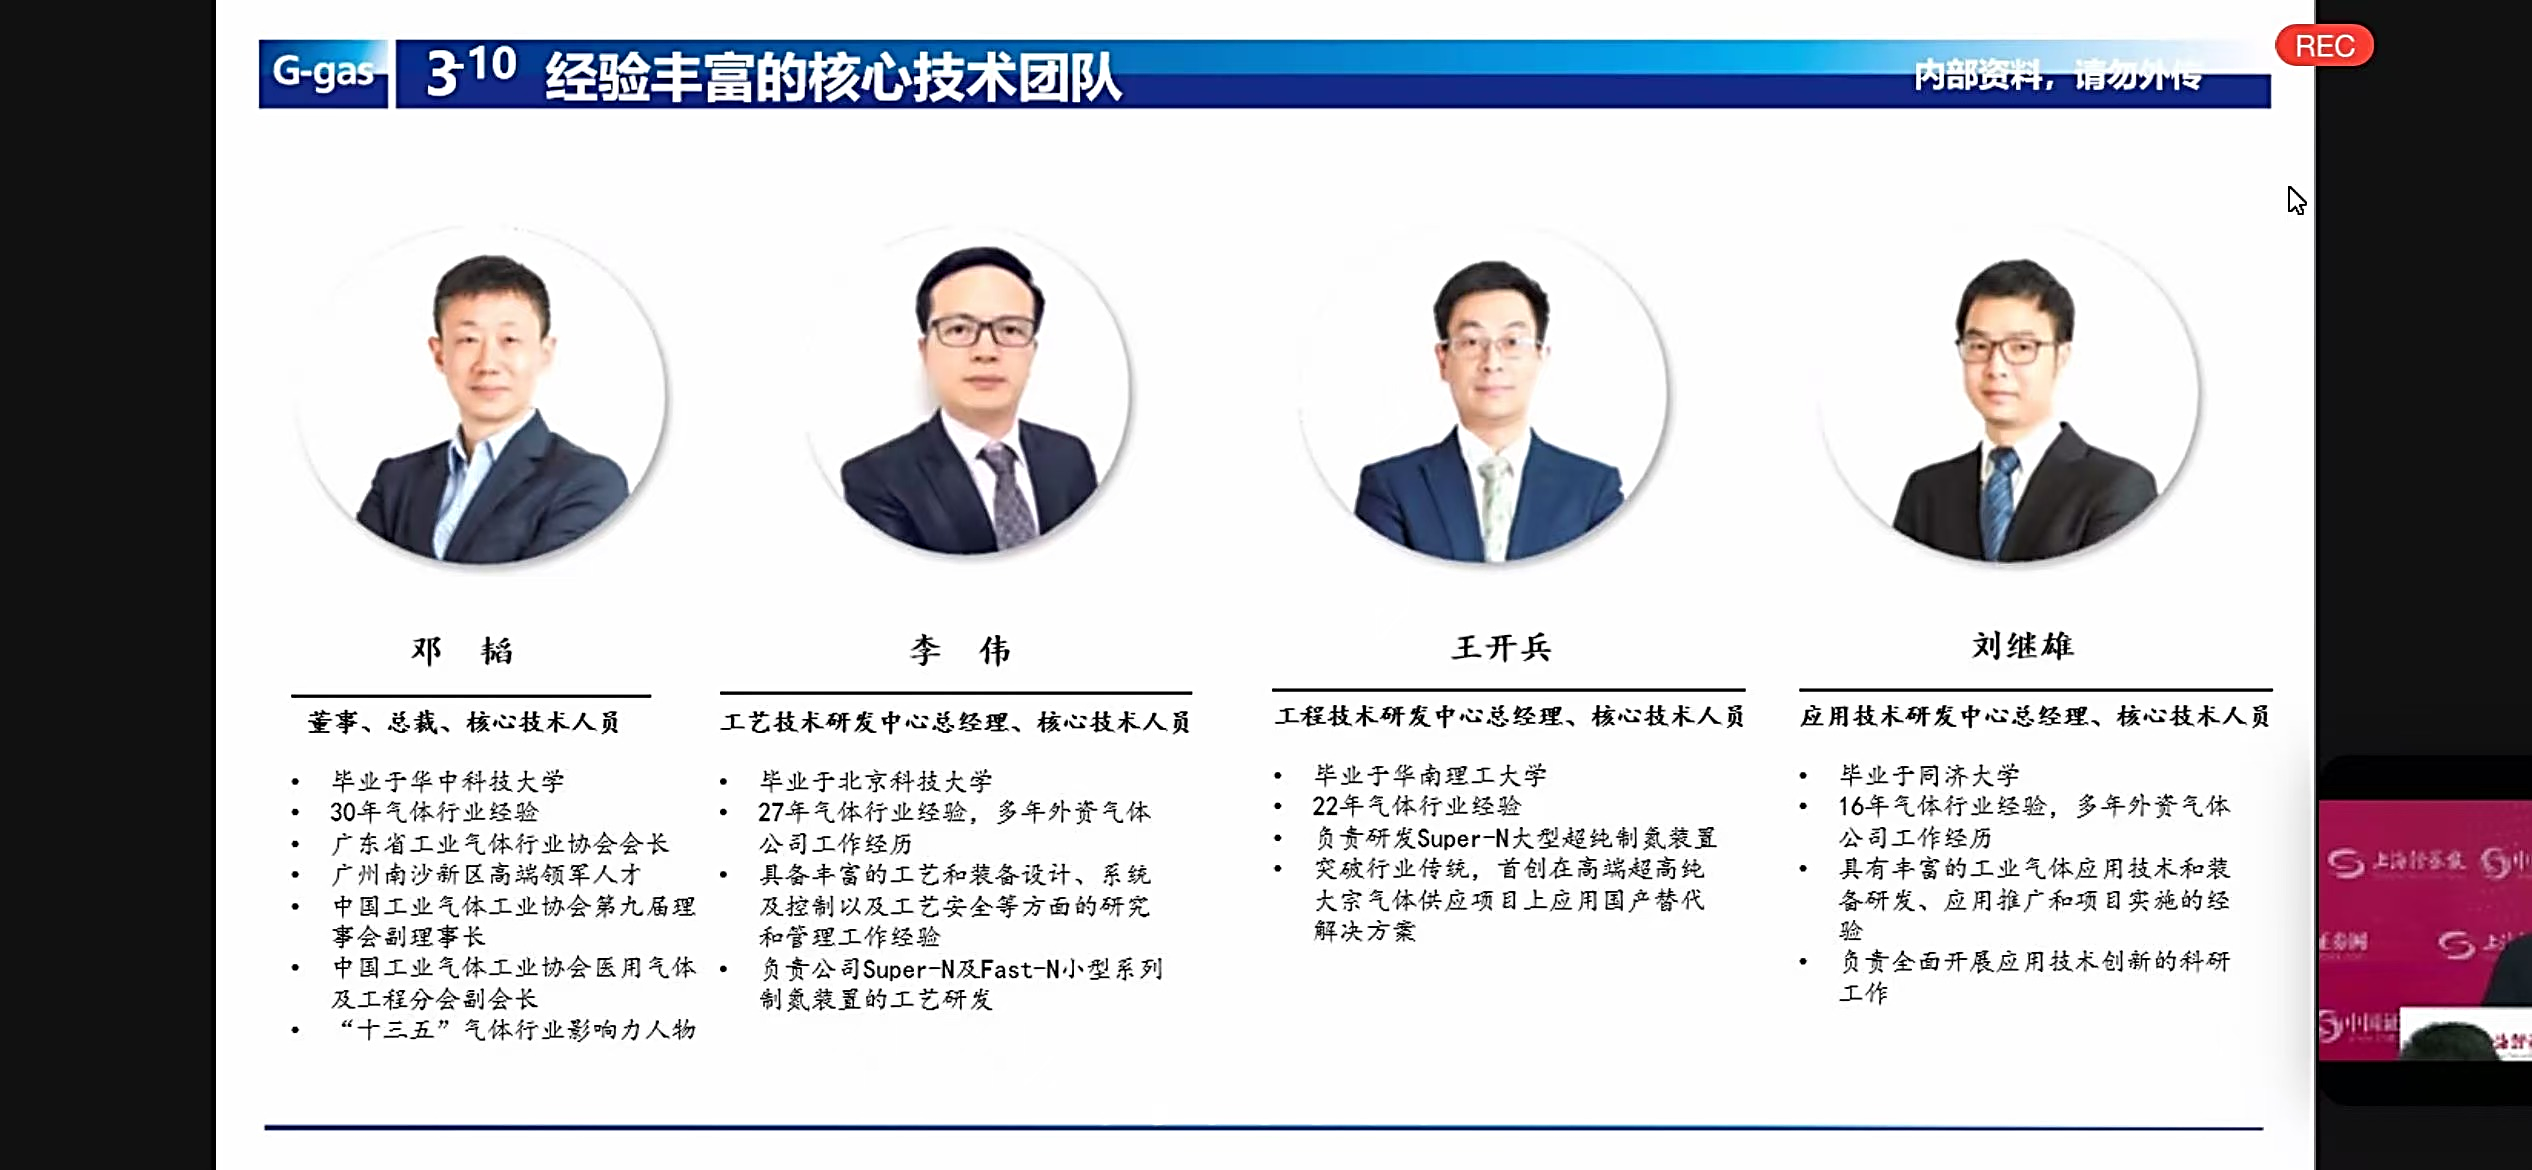 G-gas
3-10 经验丰富的核心技术团队
内部资料，请勿外传
REC
邓 韬
董事、总裁、核心技术人员
• 毕业于华中科技大学
• 30年气体行业经验
• 广东省工业气体行业协会会长
• 广州南沙新区高端领军人才
• 中国工业气体工业协会第九届理
事会副理事长
• 中国工业气体工业协会医用气体
及工程分会副会长
• “十三五”气体行业影响力人物
李 伟
工艺技术研发中心总经理、核心技术人员
• 毕业于北京科技大学
• 27年气体行业经验，多年外资气体
公司工作经历
• 具备丰富的工艺和装备设计、系统
及控制以及工艺安全等方面的研究
和管理工作经验
• 负责公司Super-N及Fast-N小型系列
制氮装置的工艺研发
王开兵
工程技术研发中心总经理、核心技术人员
• 毕业于华南理工大学
• 22年气体行业经验
• 负责研发Super-N大型超纯制氮装置
• 突破行业传统，首创在高端超高纯
大宗气体供应项目上应用国产替代
解决方案
刘继雄
应用技术研发中心总经理、核心技术人员
• 毕业于同济大学
• 16年气体行业经验，多年外资气体
公司工作经历
• 具有丰富的工业气体应用技术和装
备研发、应用推广和项目实施的经
验
• 负责全面开展应用技术创新的科研
工作
上海证券报 中
证券网 上海
中国证